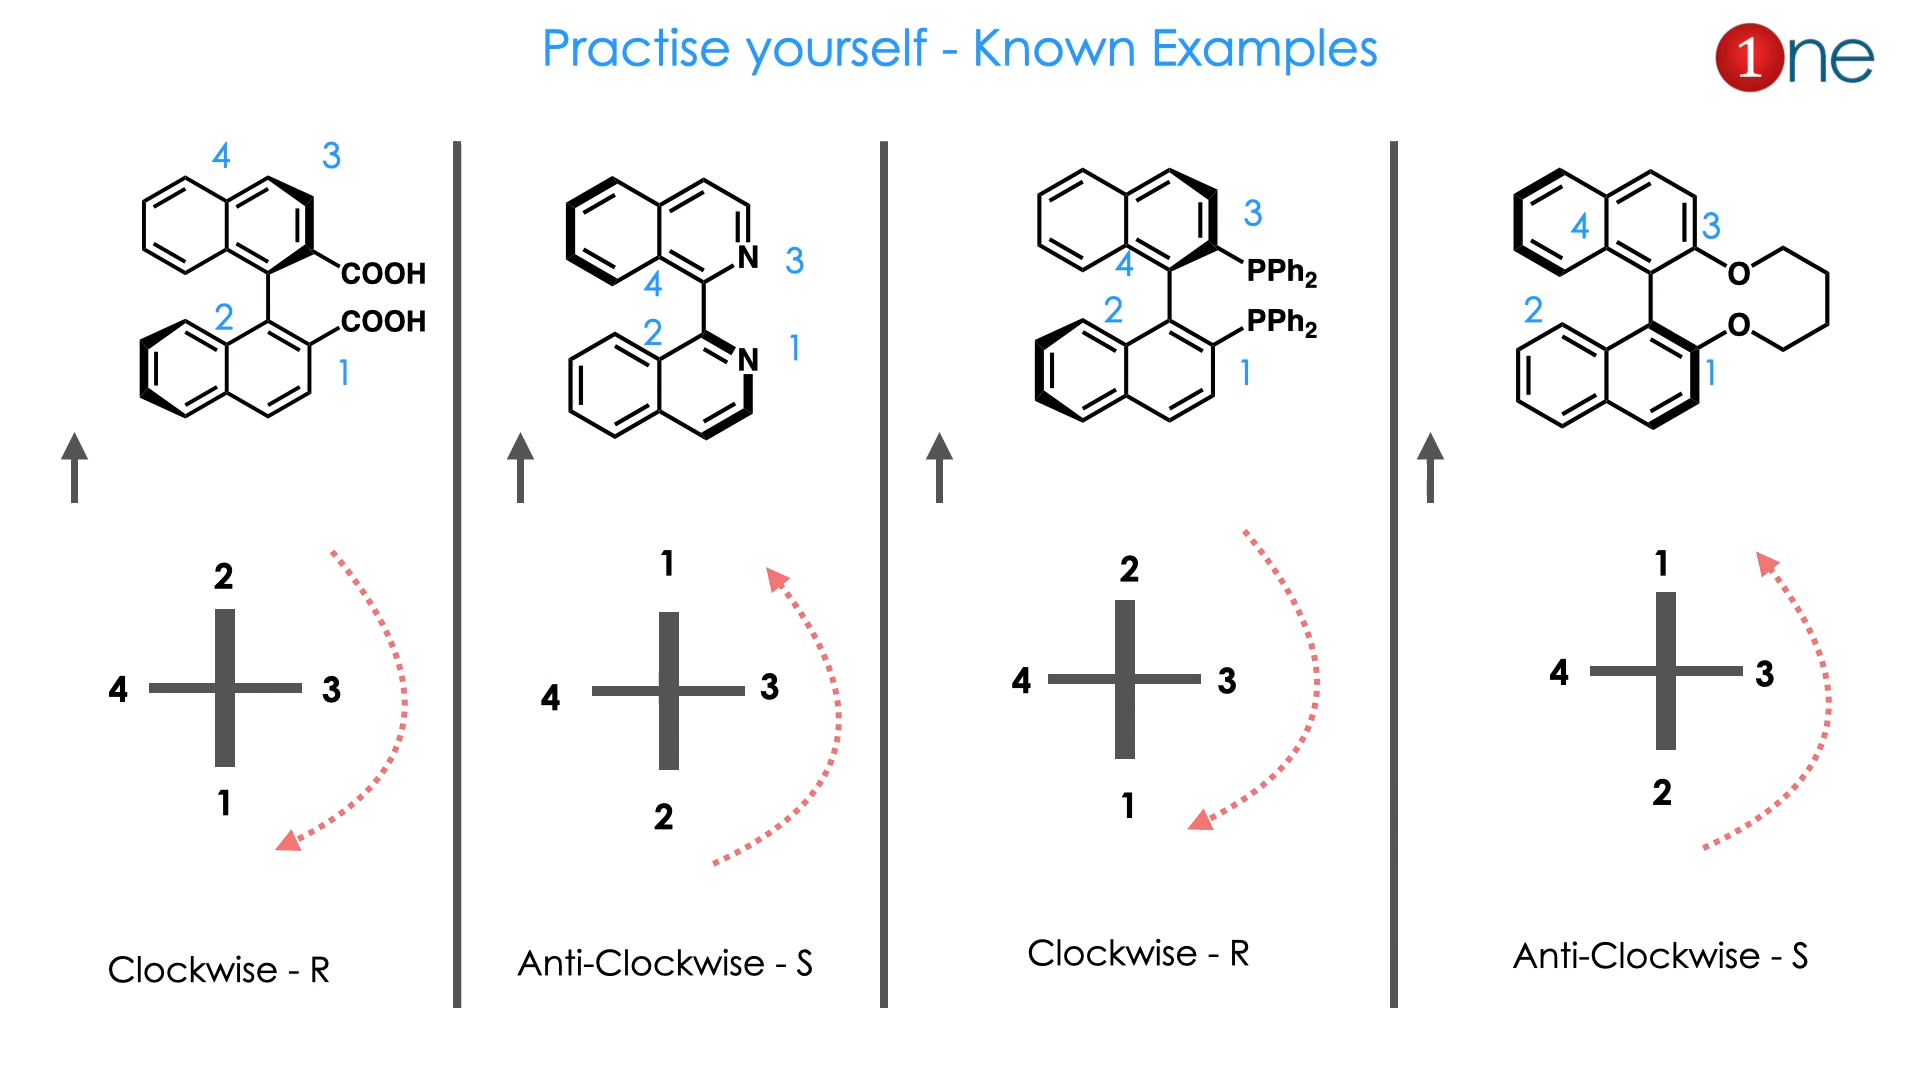 Practise yourself - Known Examples
1ne
4 3
COOH
2 COOH
1
2
4 3
1
Clockwise - R
N 3
4
2 N 1
1
4 3
2
Anti-Clockwise - S
3
4 PPh2
2 PPh2
1
2
4 3
1
Clockwise - R
4 3
O
2 O
1
1
4 3
2
Anti-Clockwise - S